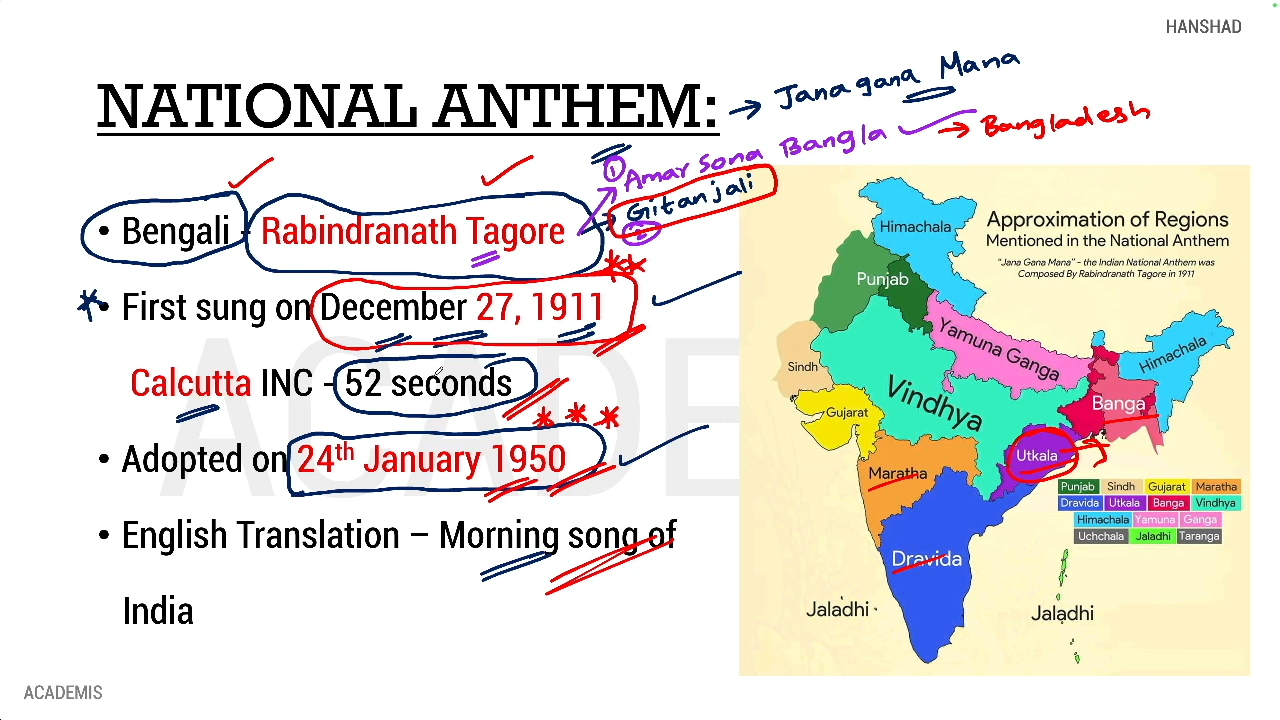 HANSHAD
NATIONAL ANTHEM: → Jana gana Mana
① Amar Sona Bangla ✓ → Bangladesh
② Gitanjali
• Bengali - Rabindranath Tagore
• First sung on December 27, 1911
Calcutta INC - 52 seconds
• Adopted on 24th January 1950
• English Translation – Morning song of
India
Approximation of Regions
Mentioned in the National Anthem
"Jana Gana Mana" - the Indian National Anthem was
Composed By Rabindranath Tagore in 1911
Himachala
Punjab
Yamuna Ganga
Himachala
Sindh
Vindhya
Gujarat
Banga
Utkala
Maratha
Dravida
Jaladhi
Jaladhi
Punjab Sindh Gujarat Maratha
Dravida Utkala Banga Vindhya
Himachala Yamuna Ganga
Uchchala Jaladhi Taranga
ACADEMIS